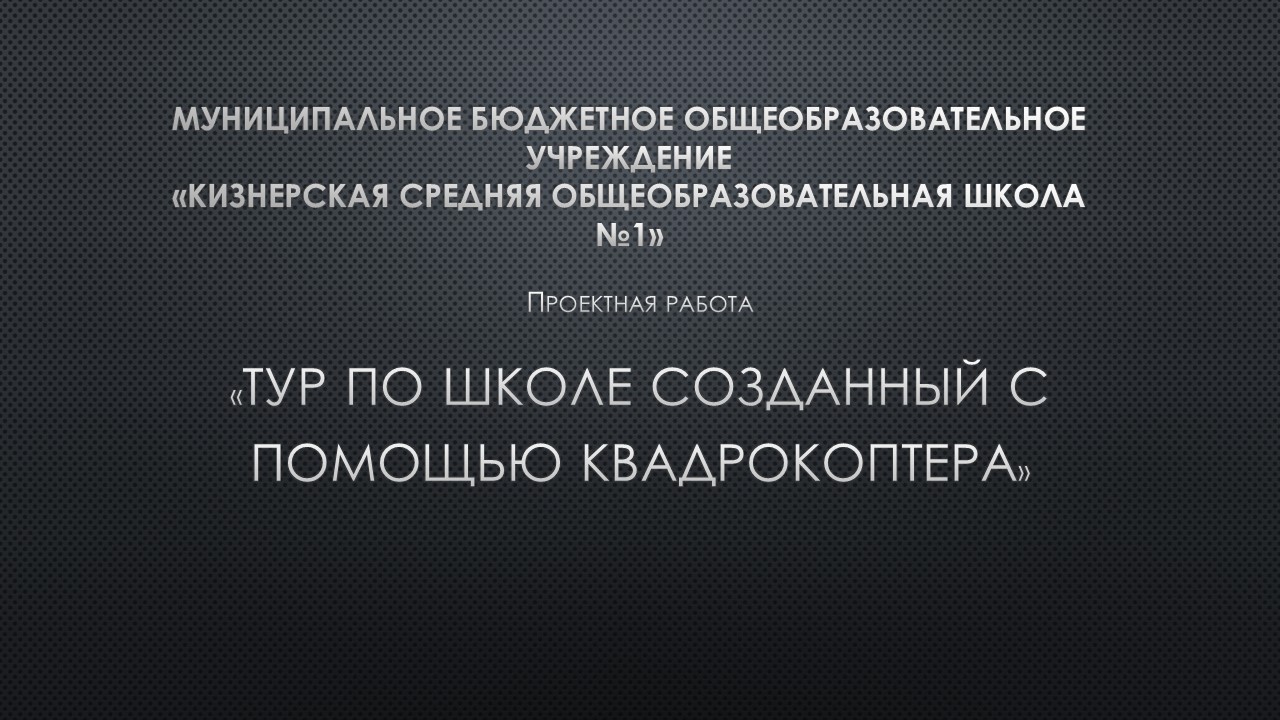 МУНИЦИПАЛЬНОЕ БЮДЖЕТНОЕ ОБЩЕОБРАЗОВАТЕЛЬНОЕ
УЧРЕЖДЕНИЕ
«КИЗНЕРСКАЯ СРЕДНЯЯ ОБЩЕОБРАЗОВАТЕЛЬНАЯ ШКОЛА
№1»
Проектная работа
«ТУР ПО ШКОЛЕ СОЗДАННЫЙ С
ПОМОЩЬЮ КВАДРОКОПТЕРА»